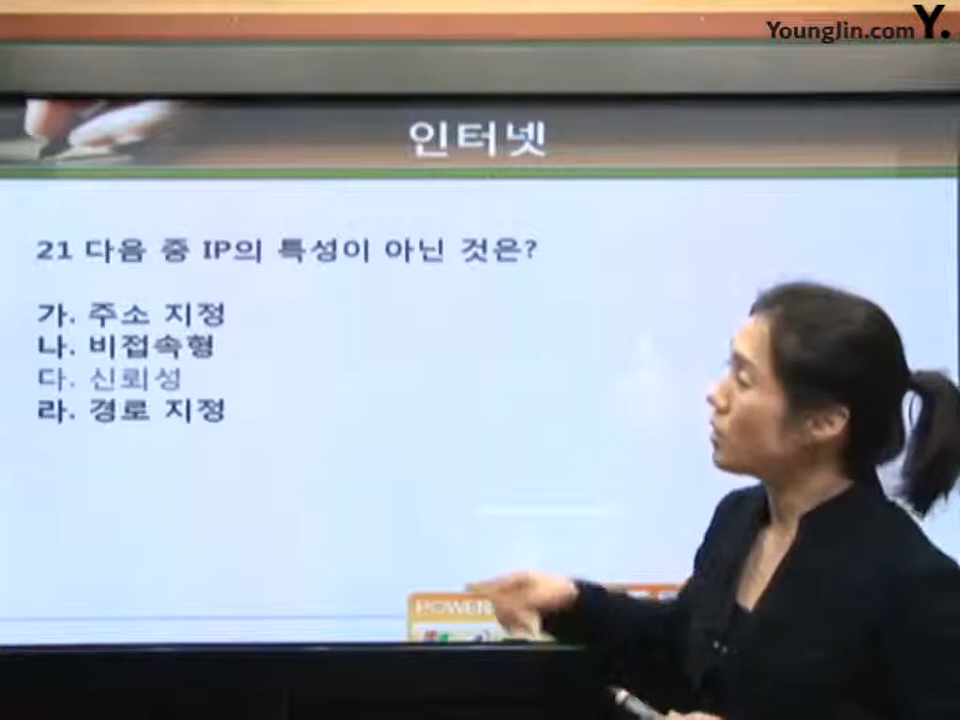 YoungJin.com Y.
인터넷
21 다음 중 IP의 특성이 아닌 것은?
가. 주소 지정
나. 비접속형
다. 신뢰성
라. 경로 지정
POWER